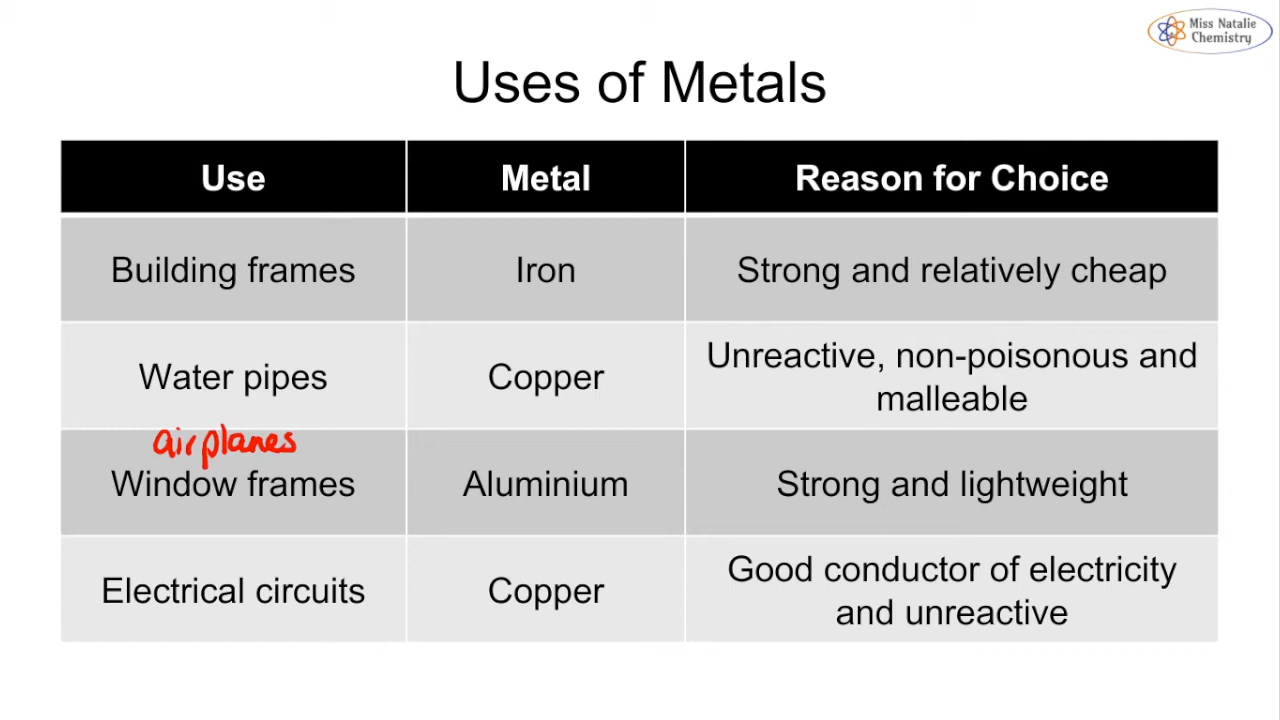 Miss Natalie
Chemistry
Uses of Metals
Use Metal Reason for Choice
Building frames Iron Strong and relatively cheap
Water pipes Copper Unreactive, non-poisonous and
malleable
airplanes
Window frames Aluminium Strong and lightweight
Electrical circuits Copper Good conductor of electricity
and unreactive